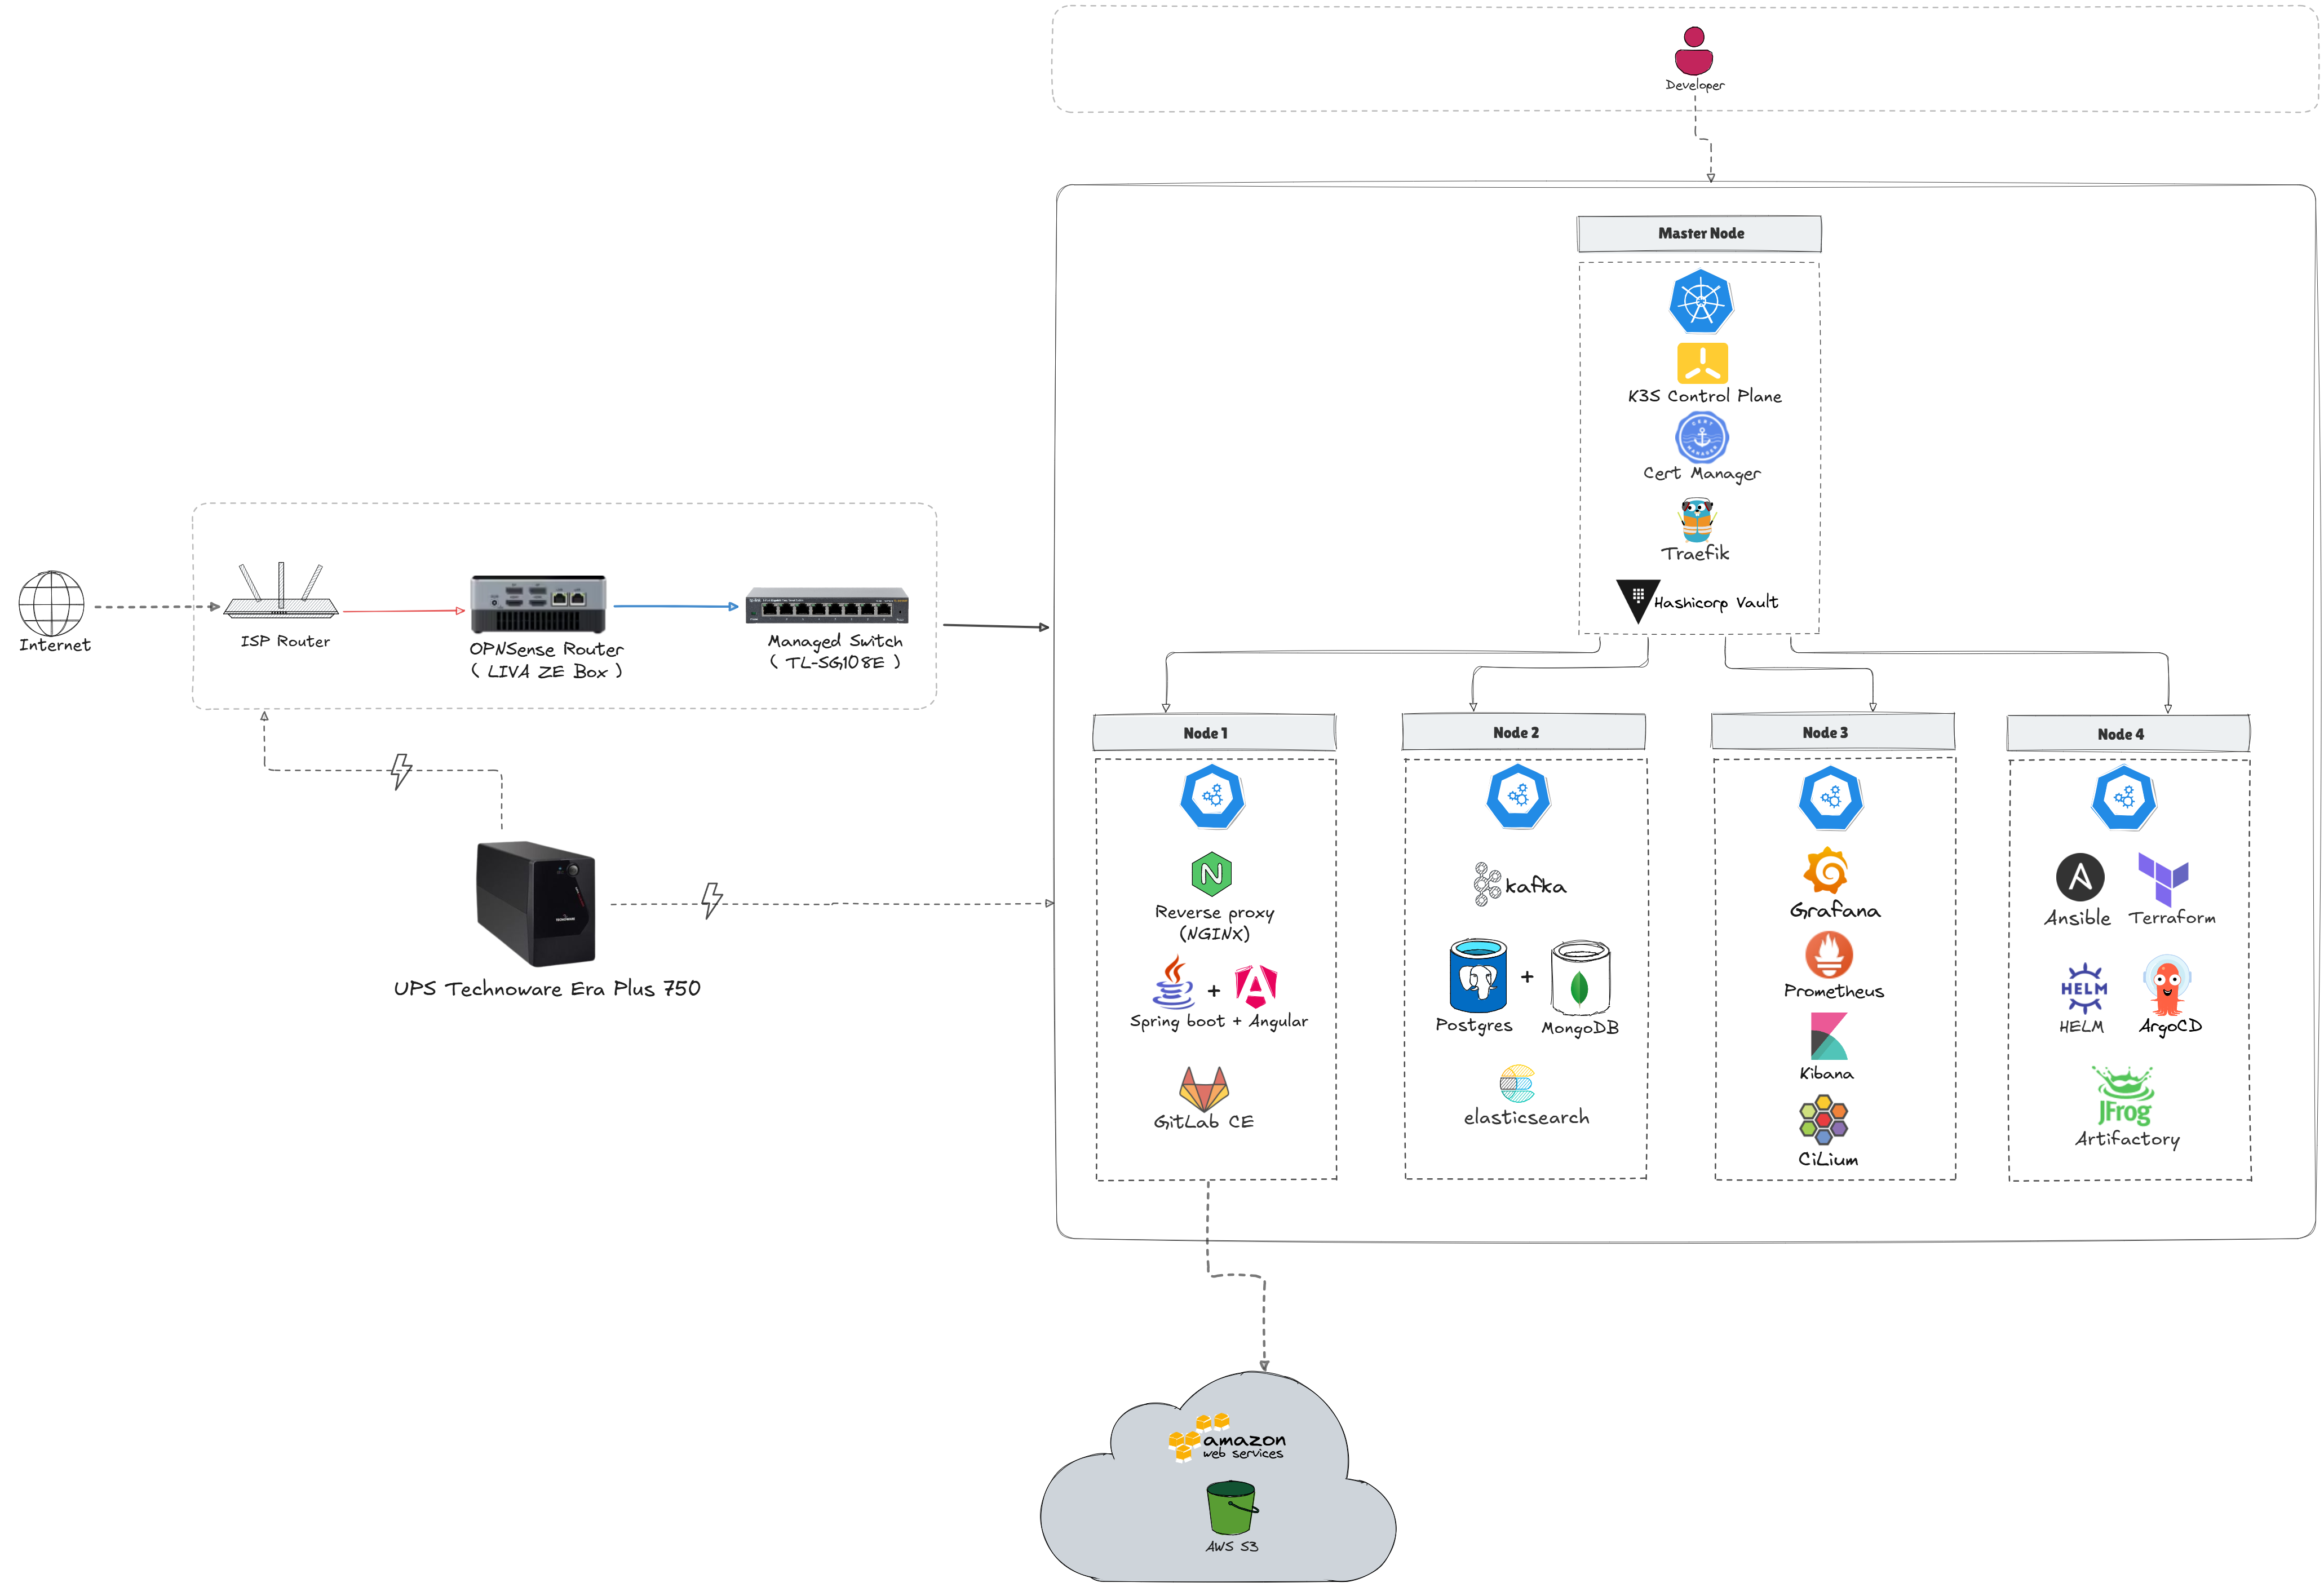 Developer
Master Node
K3S Control Plane
CERT
MANAGER
Cert Manager
Traefik
Hashicorp Vault
Internet
ISP Router
OPNSense Router
( LIVA ZE Box )
Managed Switch
( TL-SG108E )
UPS Technoware Era Plus 750
Node 1
Reverse proxy
(NGINX)
+
Spring boot + Angular
GitLab CE
Node 2
kafka
+
Postgres
MongoDB
elasticsearch
Node 3
Grafana
Prometheus
Kibana
CiLium
Node 4
Ansible
Terraform
HELM
HELM
ArgoCD
JFrog
Artifactory
amazon
web services
AWS S3